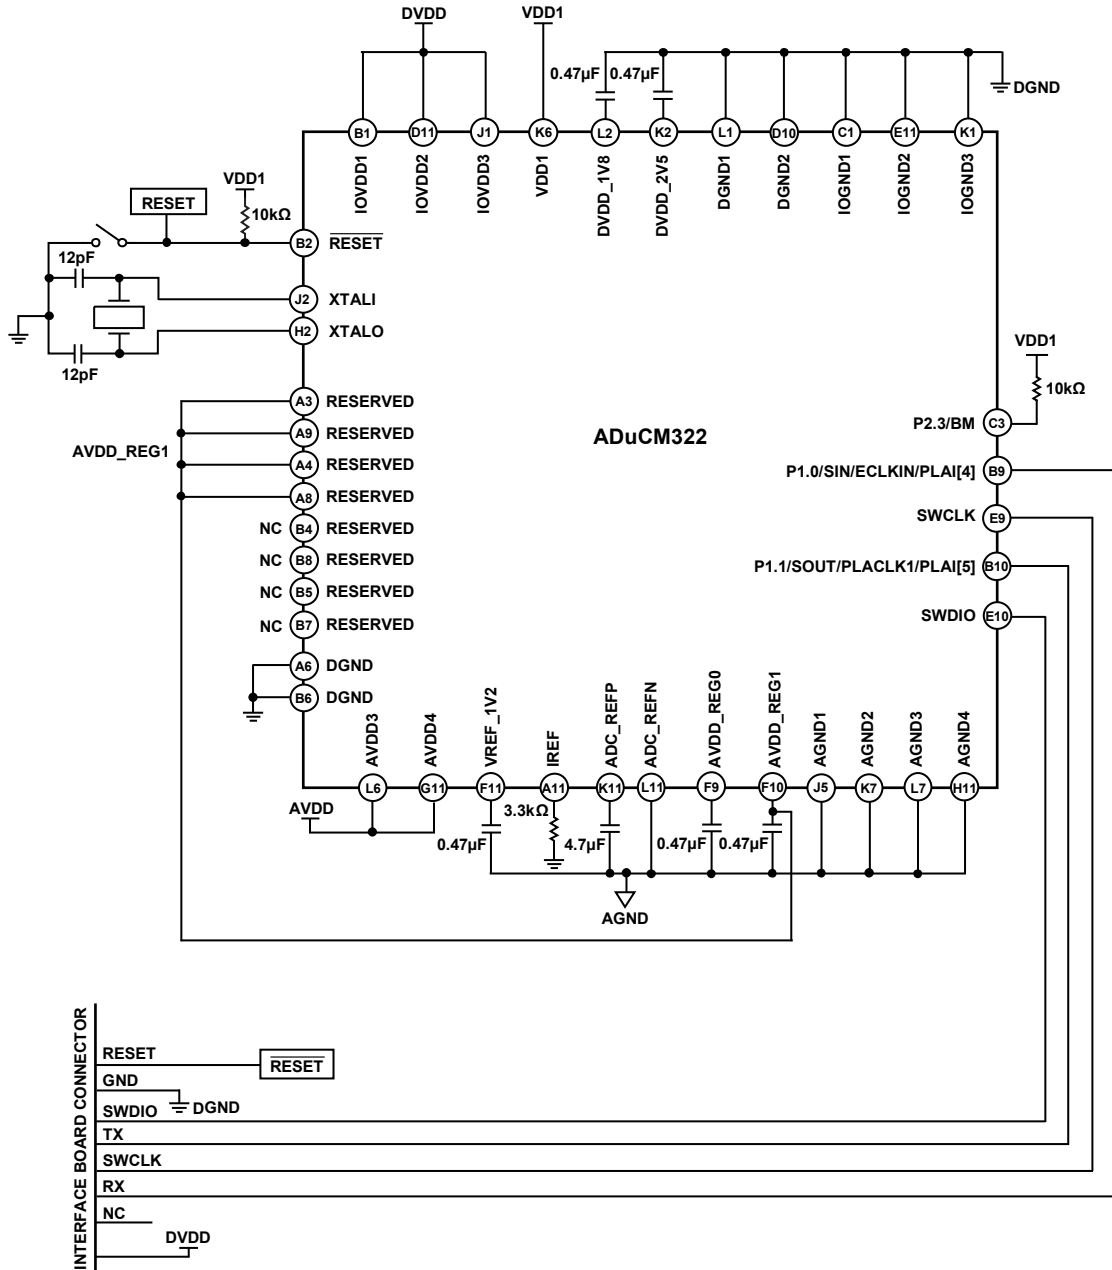 DVDD
VDD1
0.47µF
0.47µF
DGND
B1
D11
J1
K6
L2
K2
L1
D10
C1
E11
K1
IOVDD1
IOVDD2
IOVDD3
VDD1
DVDD_1V8
DVDD_2V5
DGND1
DGND2
IOGND1
IOGND2
IOGND3
VDD1
RESET
10kΩ
B2 RESET
12pF
J2 XTALI
H2 XTALO
12pF
VDD1
10kΩ
A3 RESERVED
A9 RESERVED
AVDD_REG1
A4 RESERVED
A8 RESERVED
NC B4 RESERVED
NC B8 RESERVED
NC B5 RESERVED
NC B7 RESERVED
A6 DGND
B6 DGND
ADuCM322
P2.3/BM C3
P1.0/SIN/ECLKIN/PLAI[4] B9
SWCLK E9
P1.1/SOUT/PLACLK1/PLAI[5] B10
SWDIO E10
AVDD3
AVDD4
VREF_1V2
IREF
ADC_REFP
ADC_REFN
AVDD_REG0
AVDD_REG1
AGND1
AGND2
AGND3
AGND4
L6
G11
F11
A11
K11
L11
F9
F10
J5
K7
L7
H11
AVDD
3.3kΩ
0.47µF
4.7µF
0.47µF
0.47µF
AGND
INTERFACE BOARD CONNECTOR
RESET
RESET
GND
DGND
SWDIO
TX
SWCLK
RX
NC
DVDD